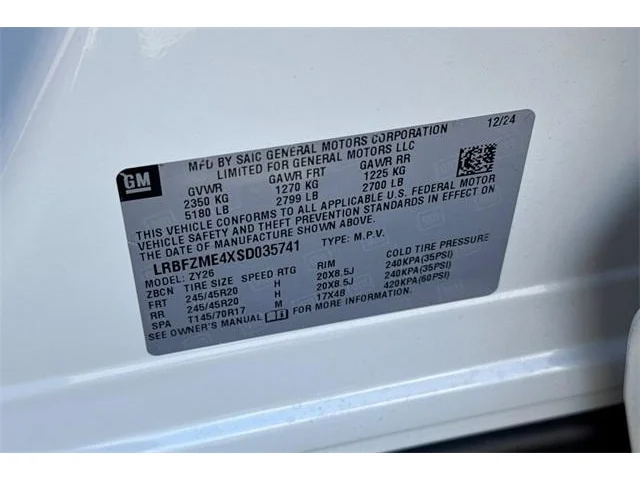 GM
MFD BY SAIC GENERAL MOTORS CORPORATION 12/24
LIMITED FOR GENERAL MOTORS LLC
GVWR GAWR FRT GAWR RR
2350 KG 1270 KG 1225 KG
5180 LB 2799 LB 2700 LB
THIS VEHICLE CONFORMS TO ALL APPLICABLE U.S. FEDERAL MOTOR
VEHICLE SAFETY AND THEFT PREVENTION STANDARDS IN EFFECT ON
THE DATE OF MANUFACTURE SHOWN ABOVE.
LRBFZME4XSD035741 TYPE: M.P.V.
ZBCN ZY26
TIRE SIZE SPEED RTG RIM COLD TIRE PRESSURE
FRT 245/45R20 H 20X8.5J 240KPA(35PSI)
RR 245/45R20 H 20X8.5J 240KPA(35PSI)
SPA T145/70R17 M 17X4B 420KPA(60PSI)
SEE OWNER'S MANUAL FOR MORE INFORMATION.